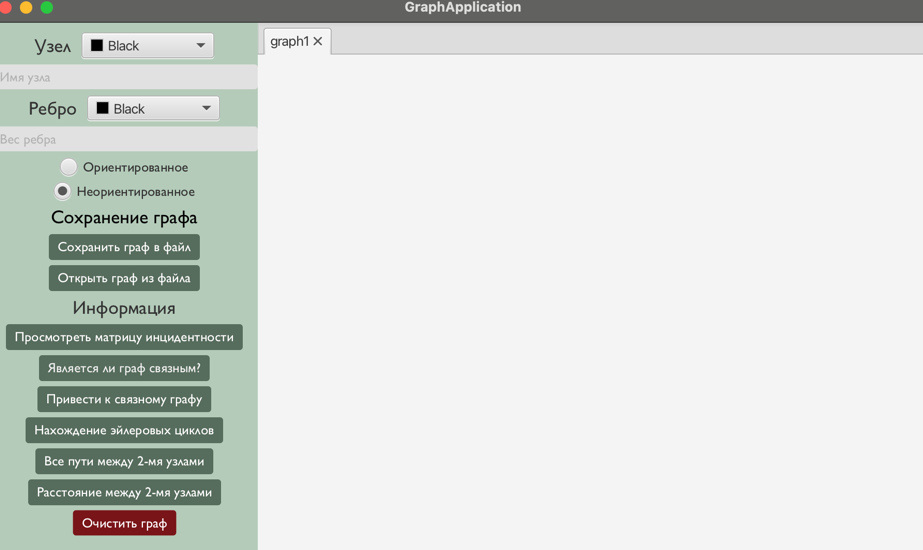 GraphApplication
Узел
Black
graph1
Имя узла
Ребро
Black
Вес ребра
Ориентированное
Неориентированное
Сохранение графа
Сохранить граф в файл
Открыть граф из файла
Информация
Просмотреть матрицу инцидентности
Является ли граф связным?
Привести к связному графу
Нахождение эйлеровых циклов
Все пути между 2-мя узлами
Расстояние между 2-мя узлами
Очистить граф